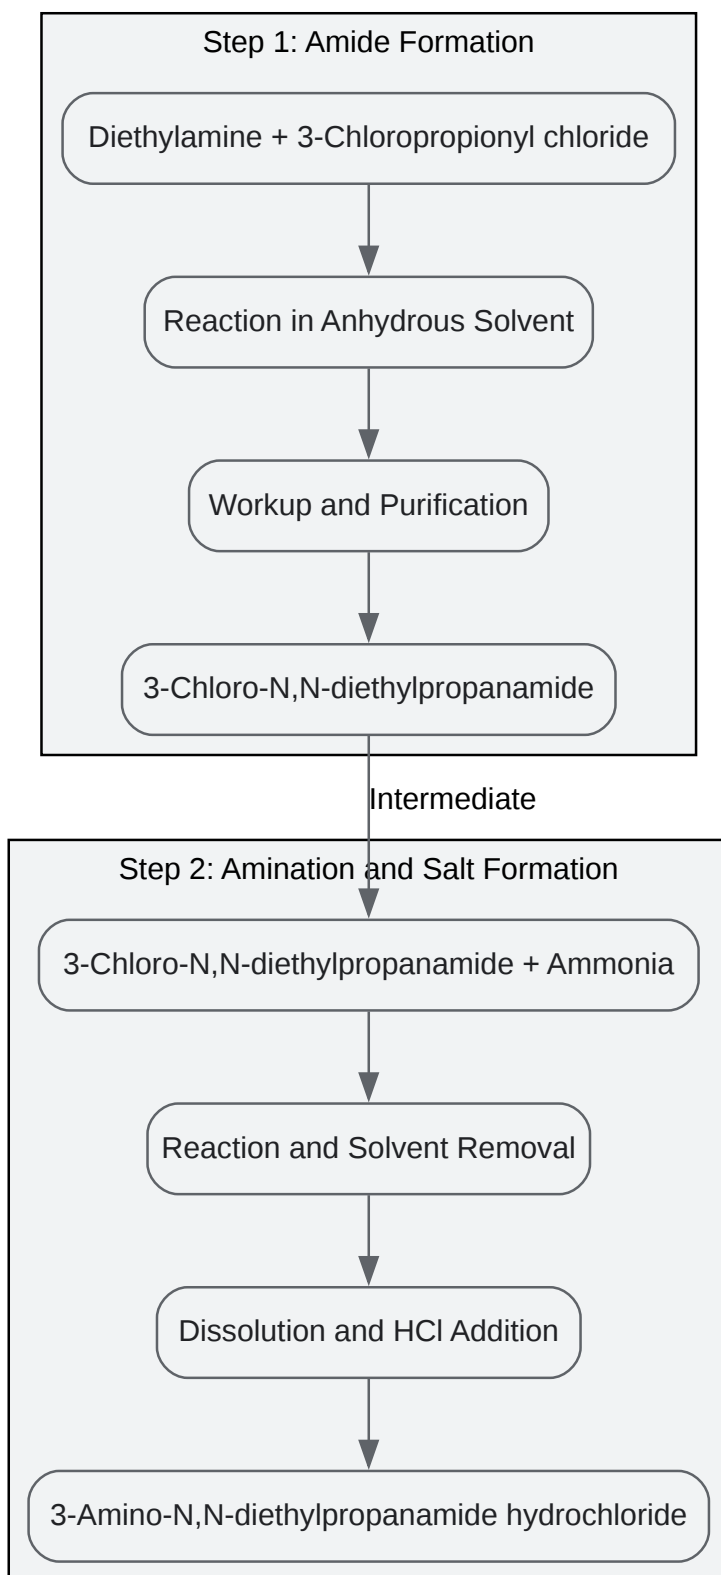 Step 1: Amide Formation
Diethylamine + 3-Chloropropionyl chloride
Reaction in Anhydrous Solvent
Workup and Purification
3-Chloro-N,N-diethylpropanamide
Intermediate
Step 2: Amination and Salt Formation
3-Chloro-N,N-diethylpropanamide + Ammonia
Reaction and Solvent Removal
Dissolution and HCl Addition
3-Amino-N,N-diethylpropanamide hydrochloride